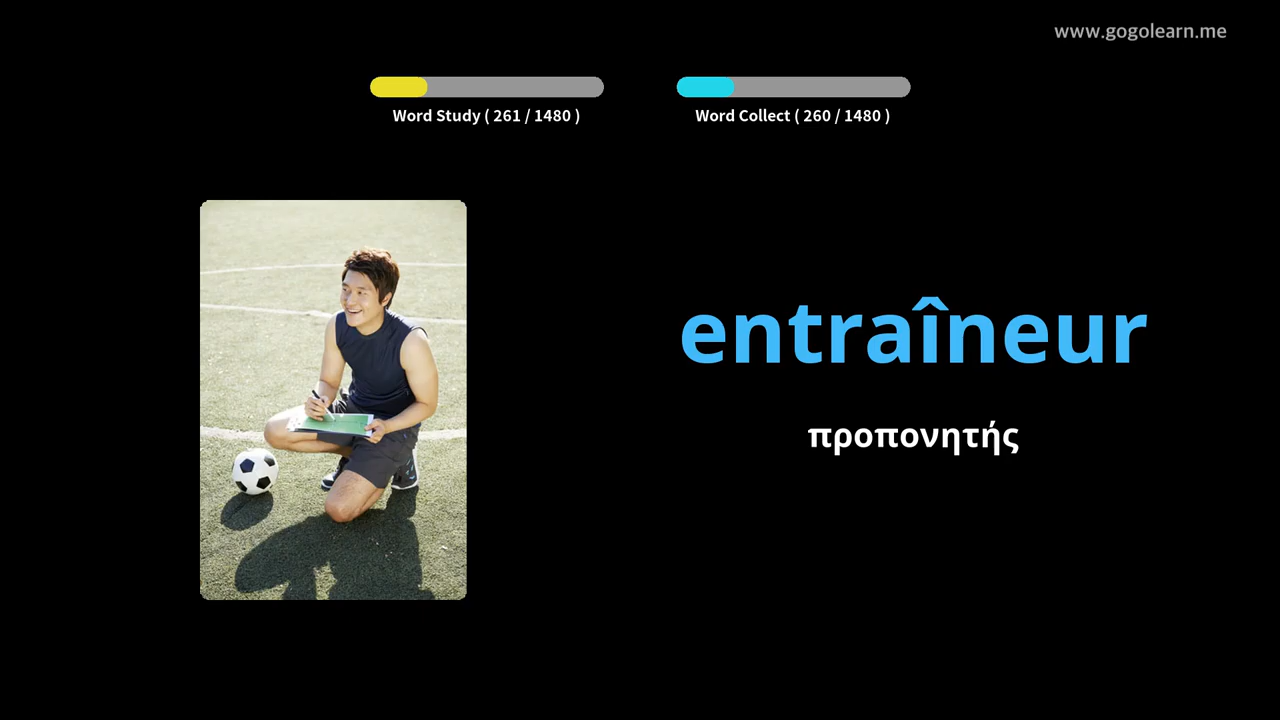 www.gogolearn.me
Word Study ( 261 / 1480 )
Word Collect ( 260 / 1480 )
entraîneur
προπονητής